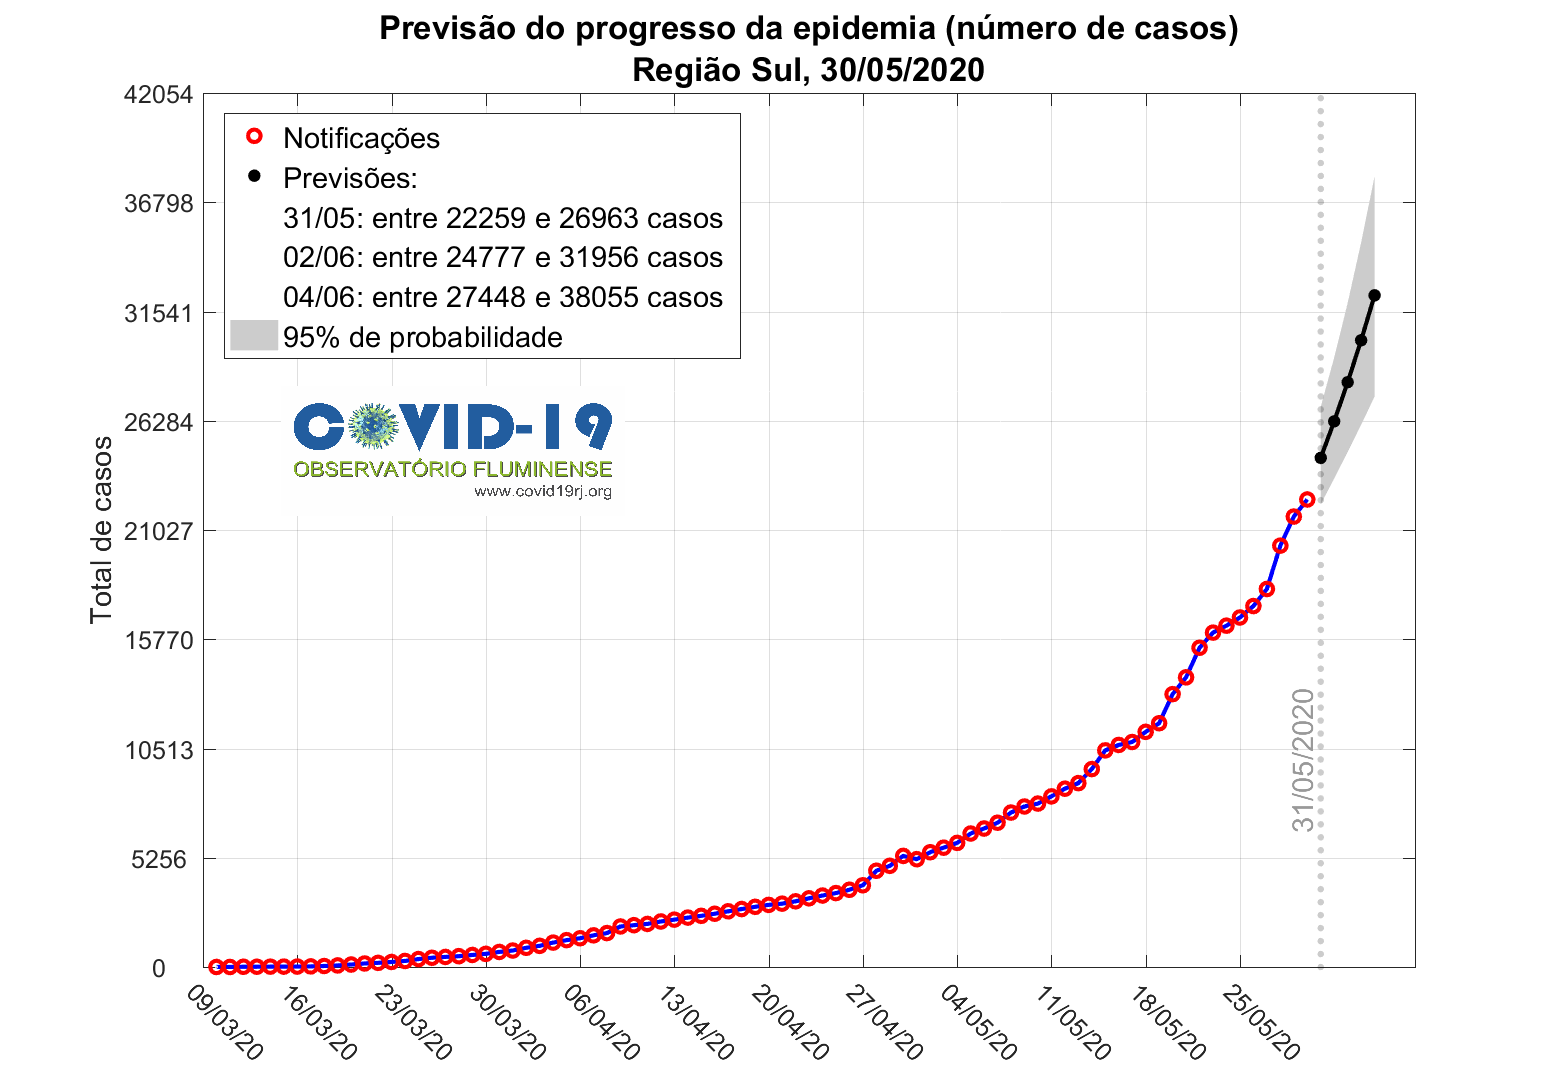 Previsão do progresso da epidemia (número de casos)
Região Sul, 30/05/2020
42054
36798
31541
26284
21027
15770
10513
5256
0
Total de casos
Notificações
Previsões:
31/05: entre 22259 e 26963 casos
02/06: entre 24777 e 31956 casos
04/06: entre 27448 e 38055 casos
95% de probabilidade
COVID-19
OBSERVATÓRIO FLUMINENSE
www.covid19rj.org
31/05/2020
09/03/20
16/03/20
23/03/20
30/03/20
06/04/20
13/04/20
20/04/20
27/04/20
04/05/20
11/05/20
18/05/20
25/05/20